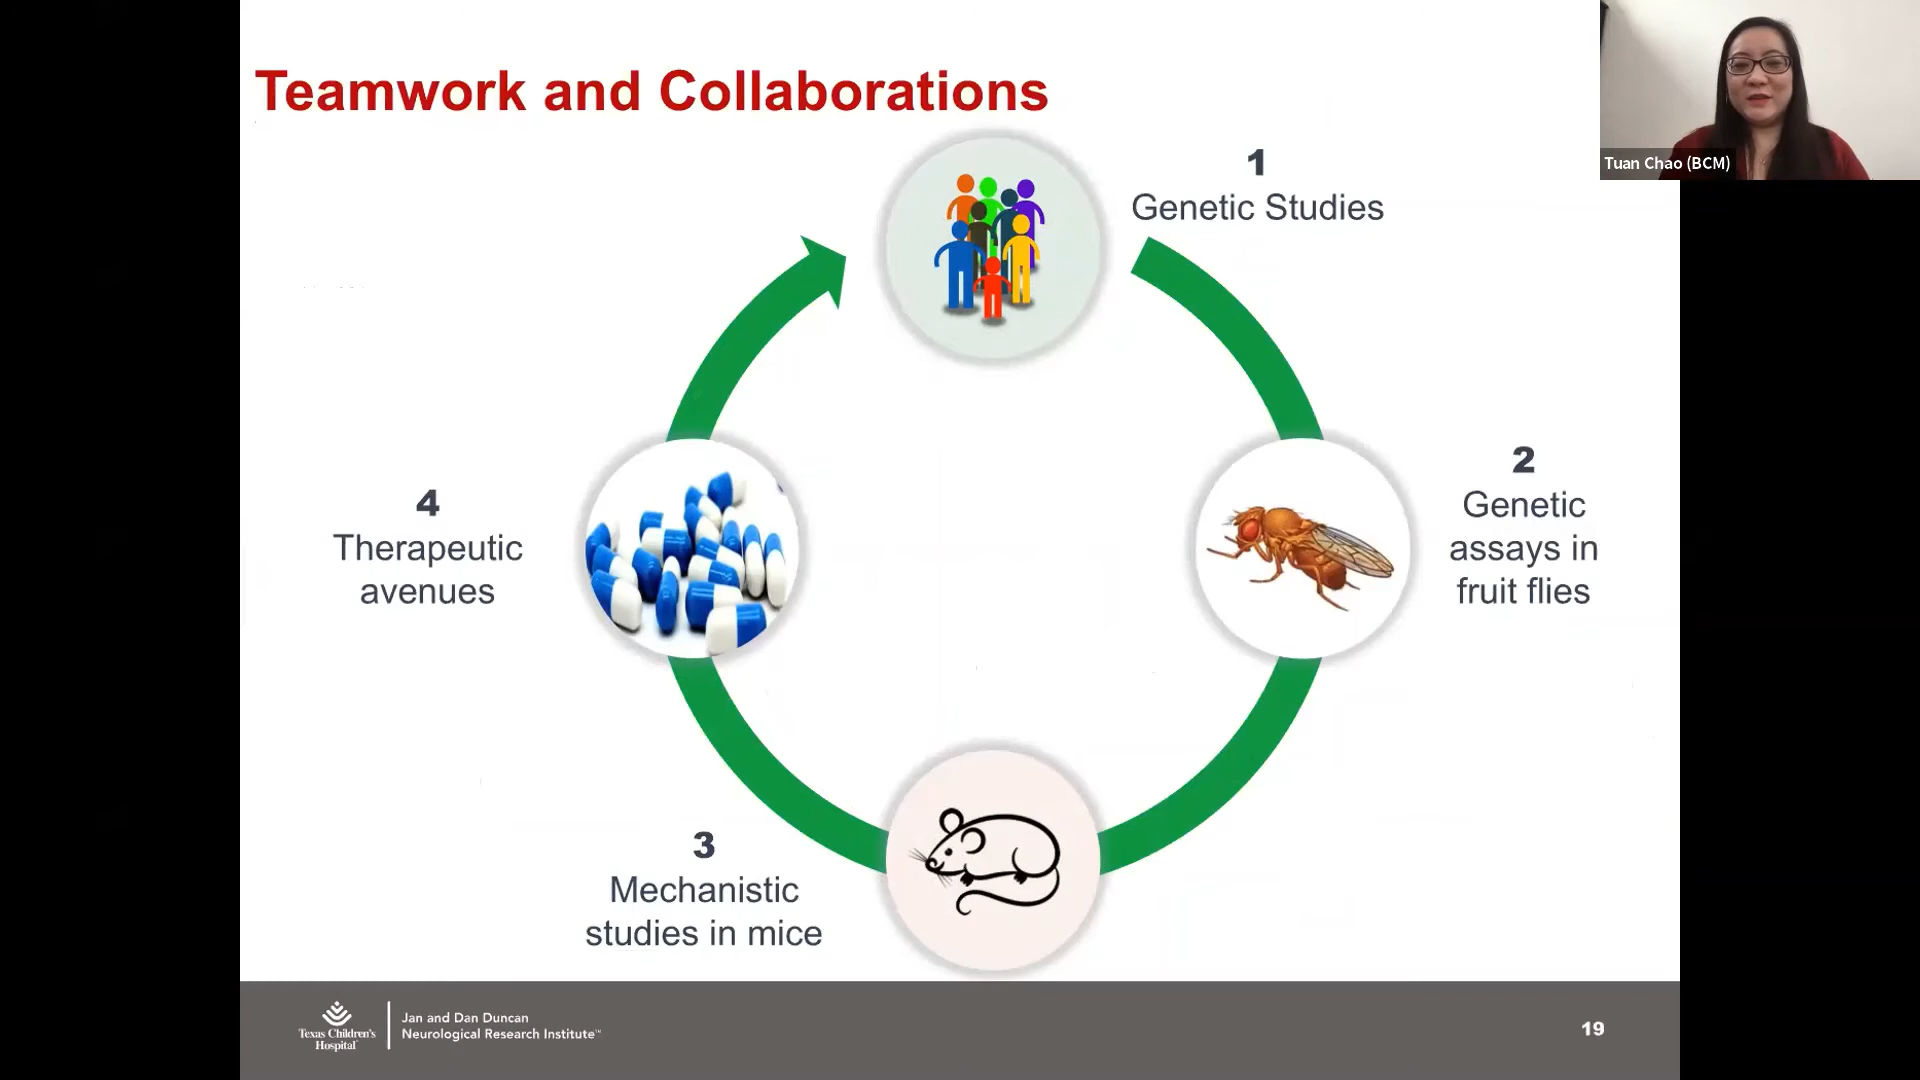 Teamwork and Collaborations
Tuan Chao (BCM)
1
Genetic Studies
2
Genetic
assays in
fruit flies
3
Mechanistic
studies in mice
4
Therapeutic
avenues
Texas Children's
Hospital
Jan and Dan Duncan
Neurological Research Institute™
19